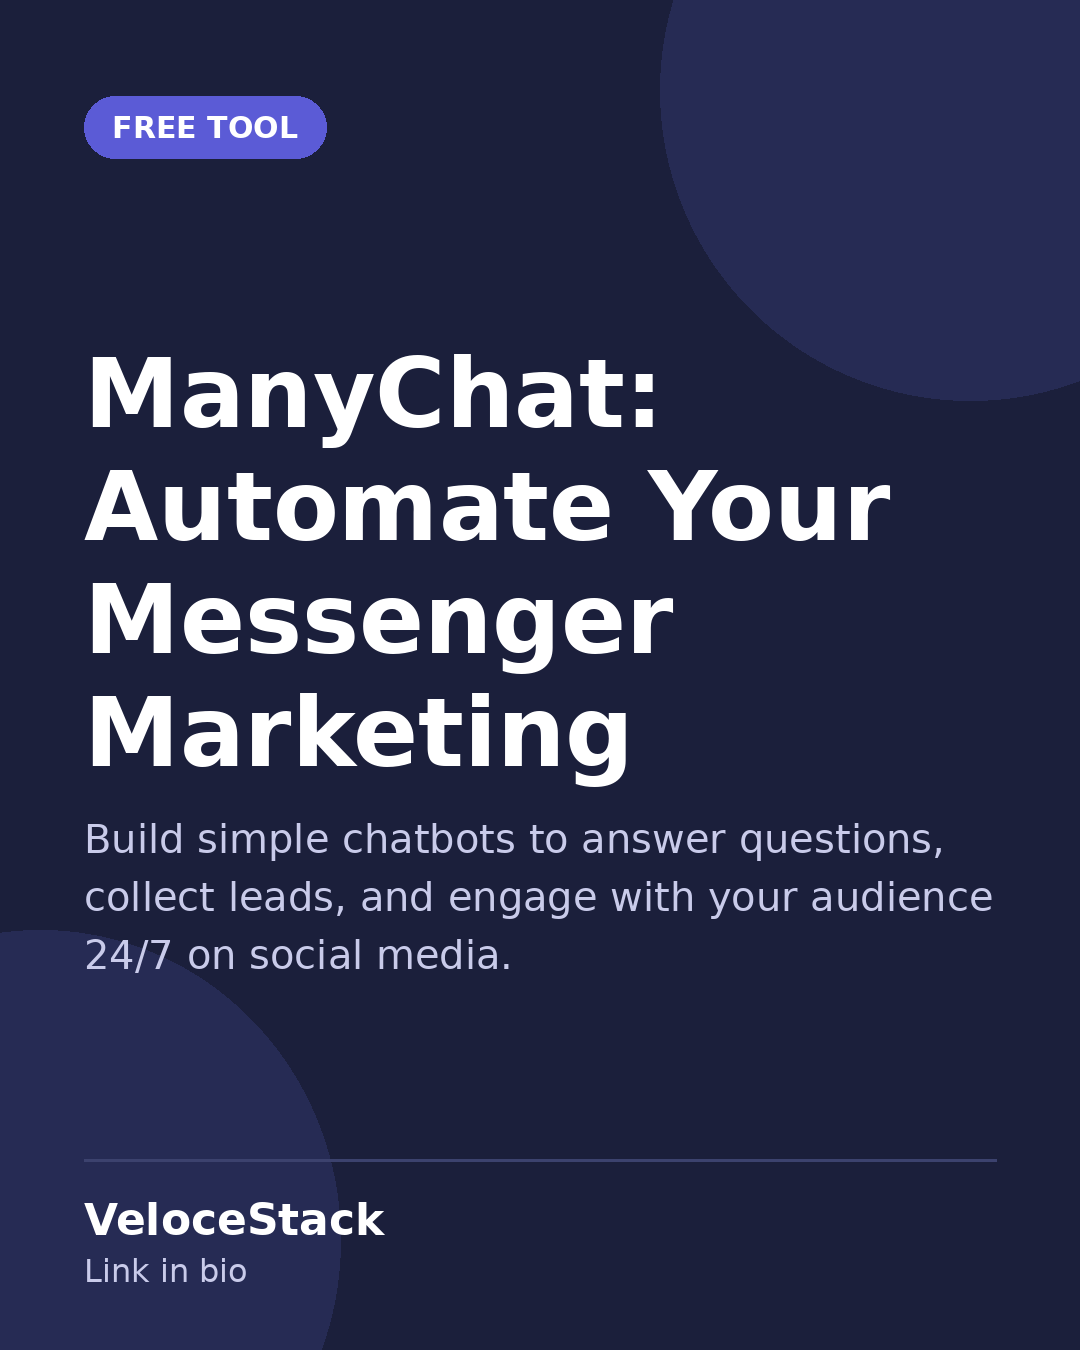 FREE TOOL
ManyChat:
Automate Your
Messenger
Marketing
Build simple chatbots to answer questions,
collect leads, and engage with your audience
24/7 on social media.
VeloceStack
Link in bio